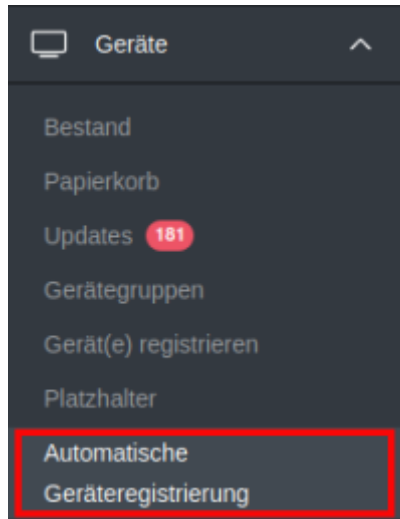 Geräte
Bestand
Papierkorb
Updates 181
Gerätegruppen
Gerät(e) registrieren
Platzhalter
Automatische
Geräteregistrierung